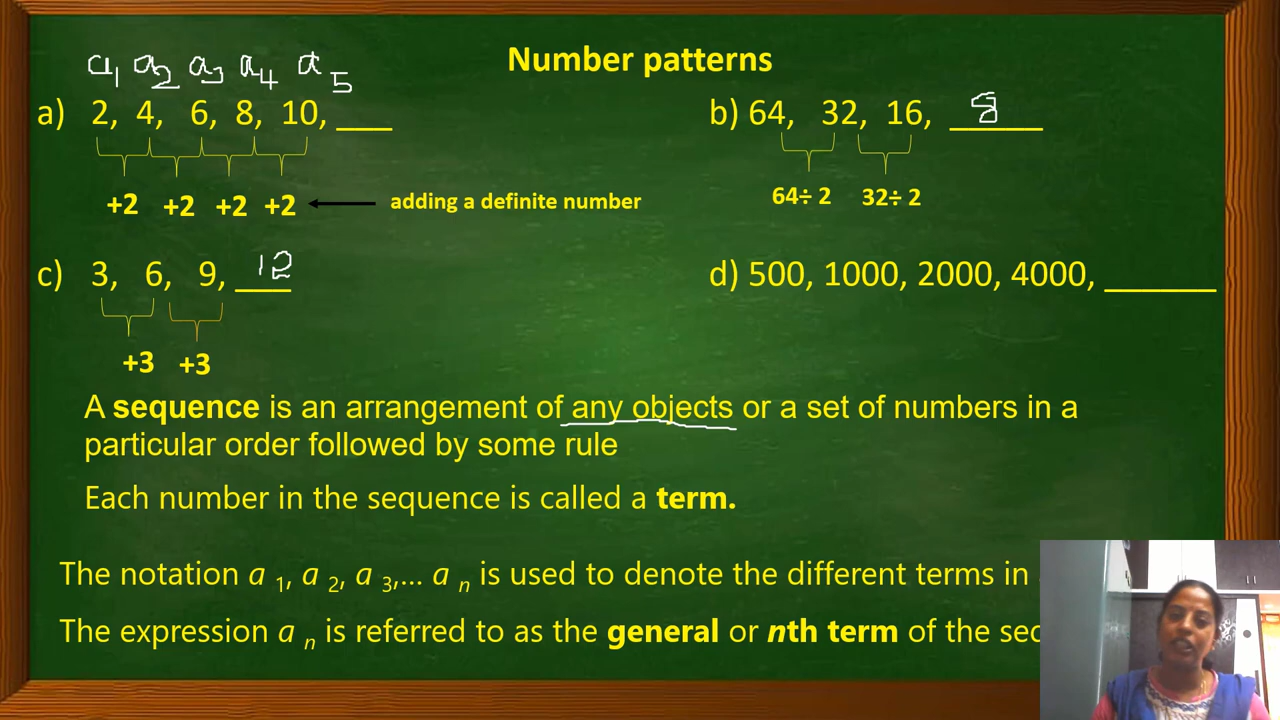 Number patterns
a1 a2 a3 a4 a5
a) 2, 4, 6, 8, 10, ___
+2 +2 +2 +2 adding a definite number
b) 64, 32, 16, 8
64÷ 2 32÷ 2
c) 3, 6, 9, 12
+3 +3
d) 500, 1000, 2000, 4000, ______
A sequence is an arrangement of any objects or a set of numbers in a
particular order followed by some rule
Each number in the sequence is called a term.
The notation a 1, a 2, a 3,... a n is used to denote the different terms in
The expression a n is referred to as the general or nth term of the